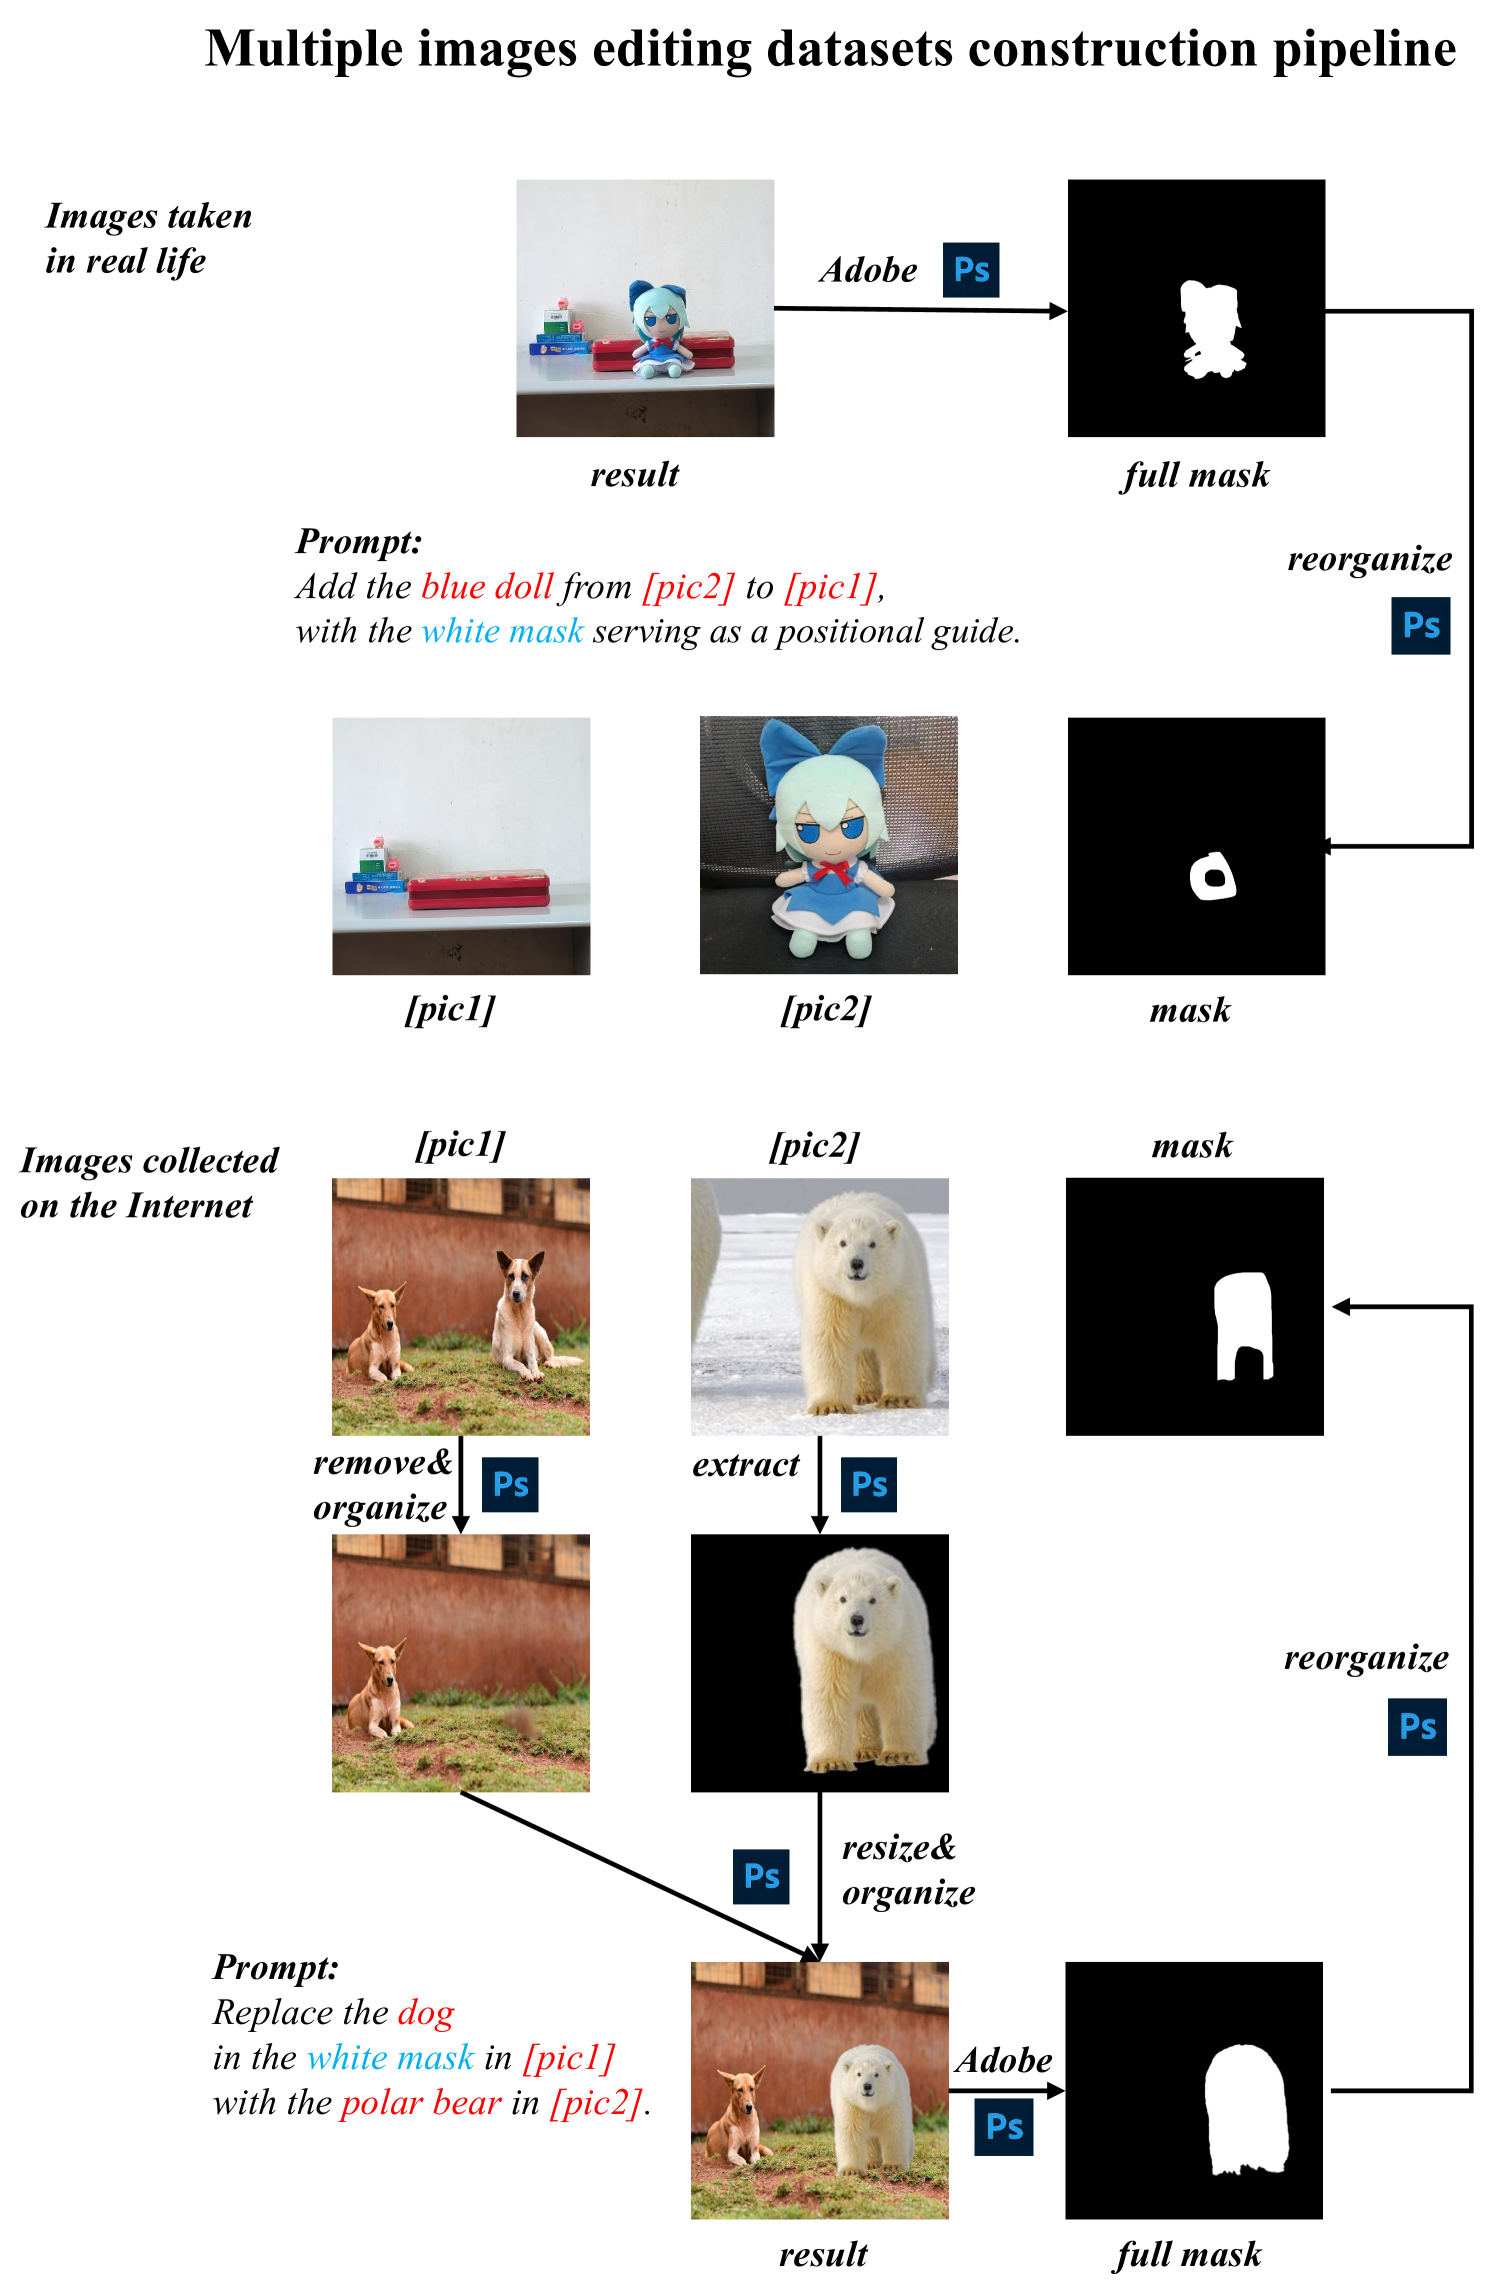 Multiple images editing datasets construction pipeline
Images taken
in real life
Adobe Ps
result
full mask
Prompt:
Add the blue doll from [pic2] to [pic1],
with the white mask serving as a positional guide.
reorganize
Ps
[pic1]
[pic2]
mask
Images collected
on the Internet
[pic1]
[pic2]
mask
remove&
organize
Ps
extract
Ps
reorganize
Ps
Ps
resize&
organize
Prompt:
Replace the dog
in the white mask in [pic1]
with the polar bear in [pic2].
Adobe
Ps
result
full mask